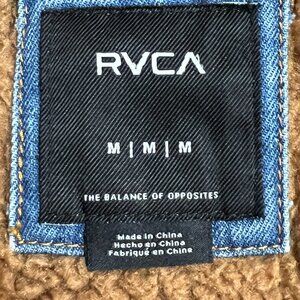 RVCA
M | M | M
THE BALANCE OF OPPOSITES
Made in China
Hecho en China
Fabriqué en Chine